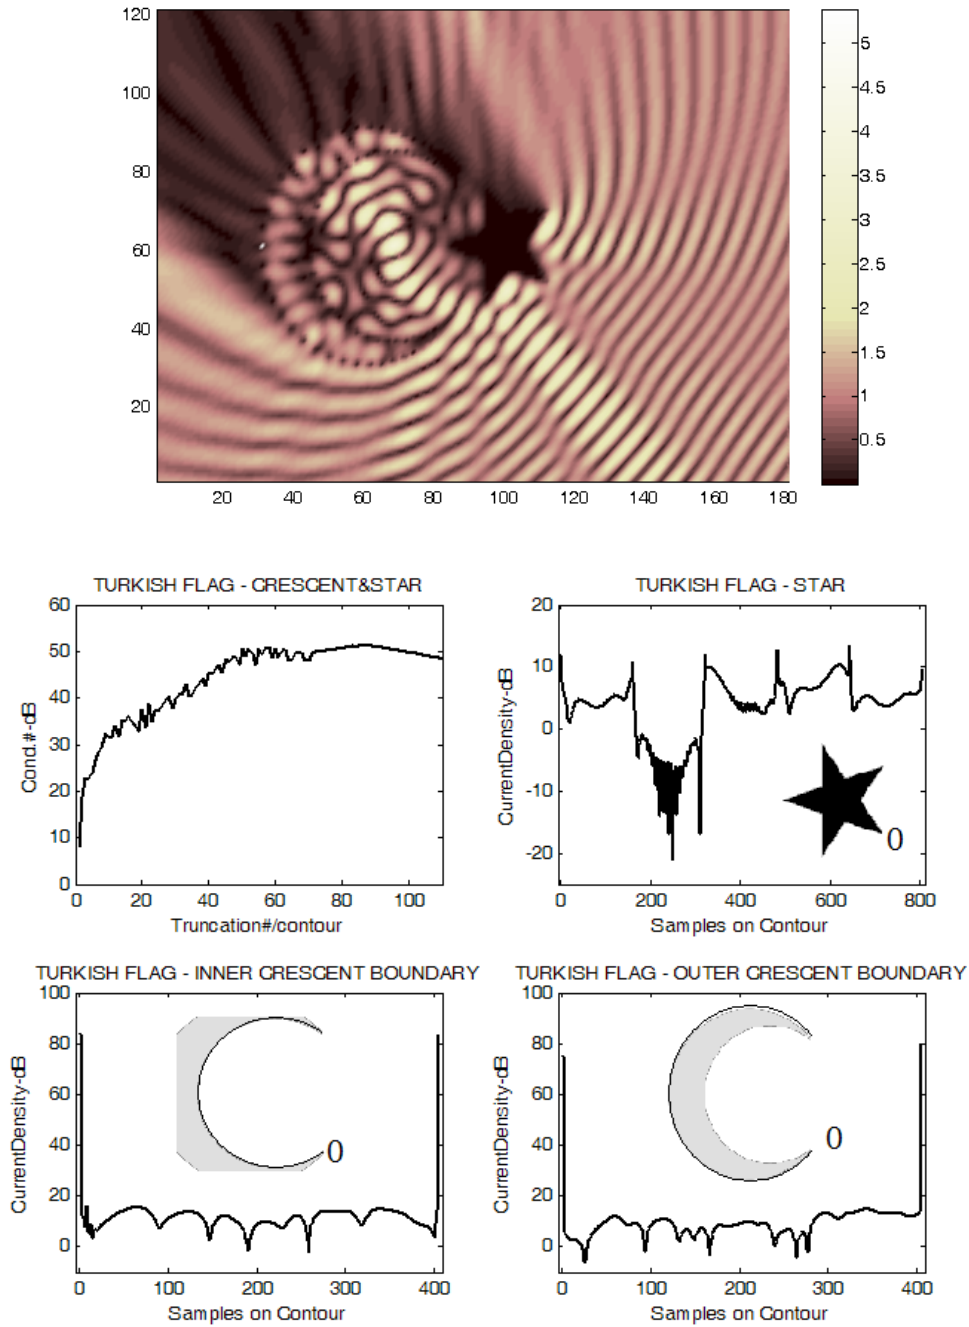 120
100
80
60
40
20
20 40 60 80 100 120 140 160 180
5
4.5
4
3.5
3
2.5
2
1.5
1
0.5
TURKISH FLAG - CRESCENT&STAR
60
50
40
30
20
10
0
Cond.#-dB
0 20 40 60 80 100
Truncation#/contour
TURKISH FLAG - STAR
20
10
0
-10
-20
CurrentDensity-dB
0
0 200 400 600 800
Samples on Contour
TURKISH FLAG - INNER CRESCENT BOUNDARY
100
80
60
40
20
0
CurrentDensity-dB
0
0 100 200 300 400
Samples on Contour
TURKISH FLAG - OUTER CRESCENT BOUNDARY
100
80
60
40
20
0
CurrentDensity-dB
0
0 100 200 300 400
Samples on Contour